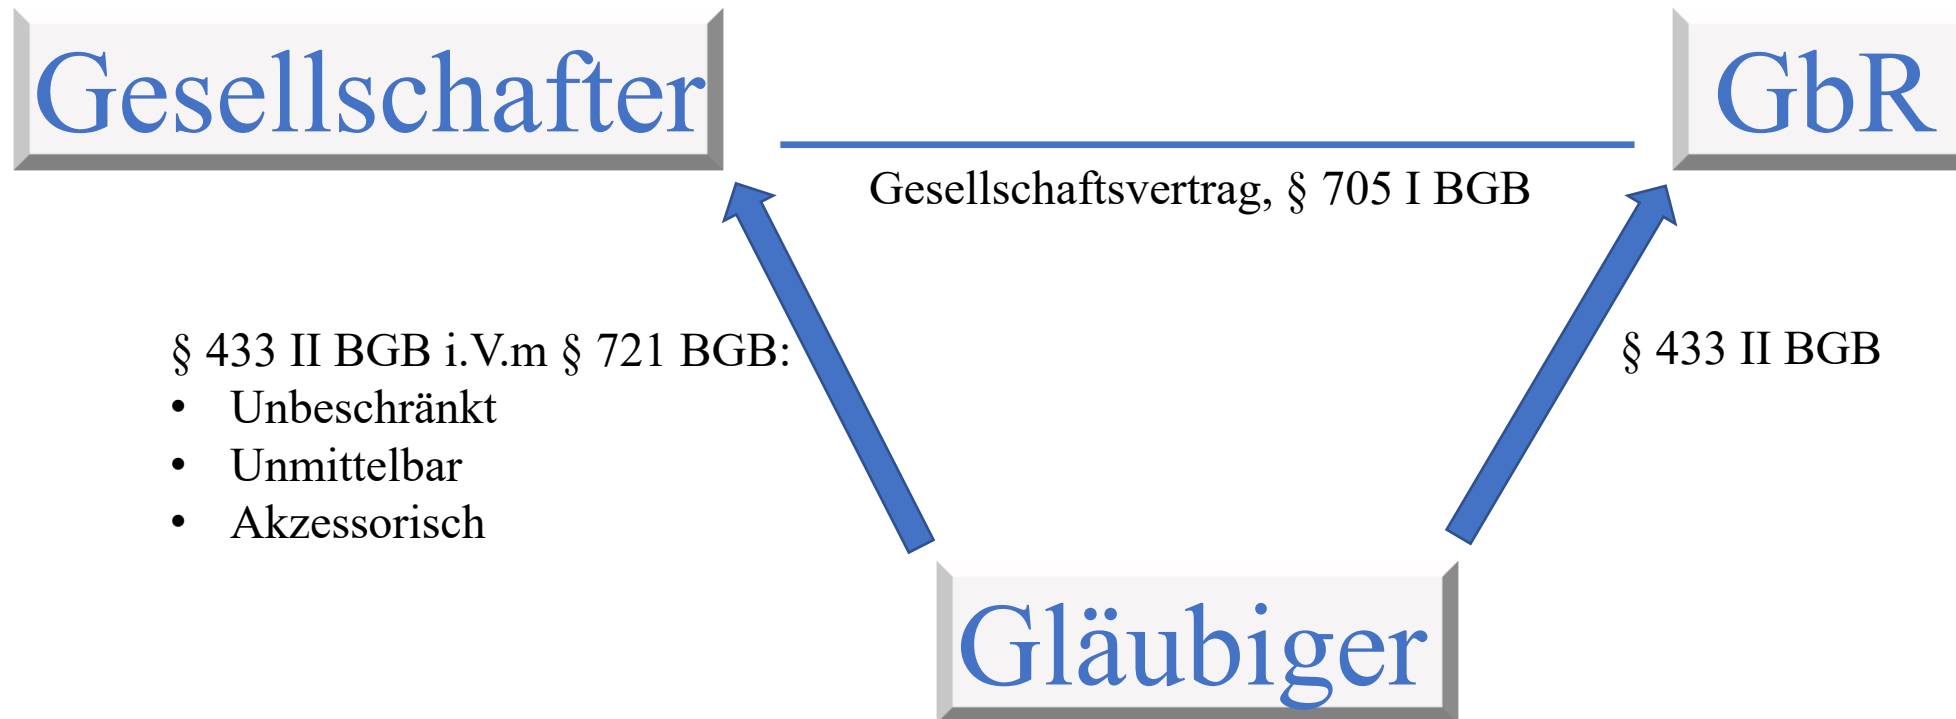 Gesellschafter
GbR
Gesellschaftsvertrag, § 705 I BGB
§ 433 II BGB i.V.m § 721 BGB:
• Unbeschränkt
• Unmittelbar
• Akzessorisch
§ 433 II BGB
Gläubiger